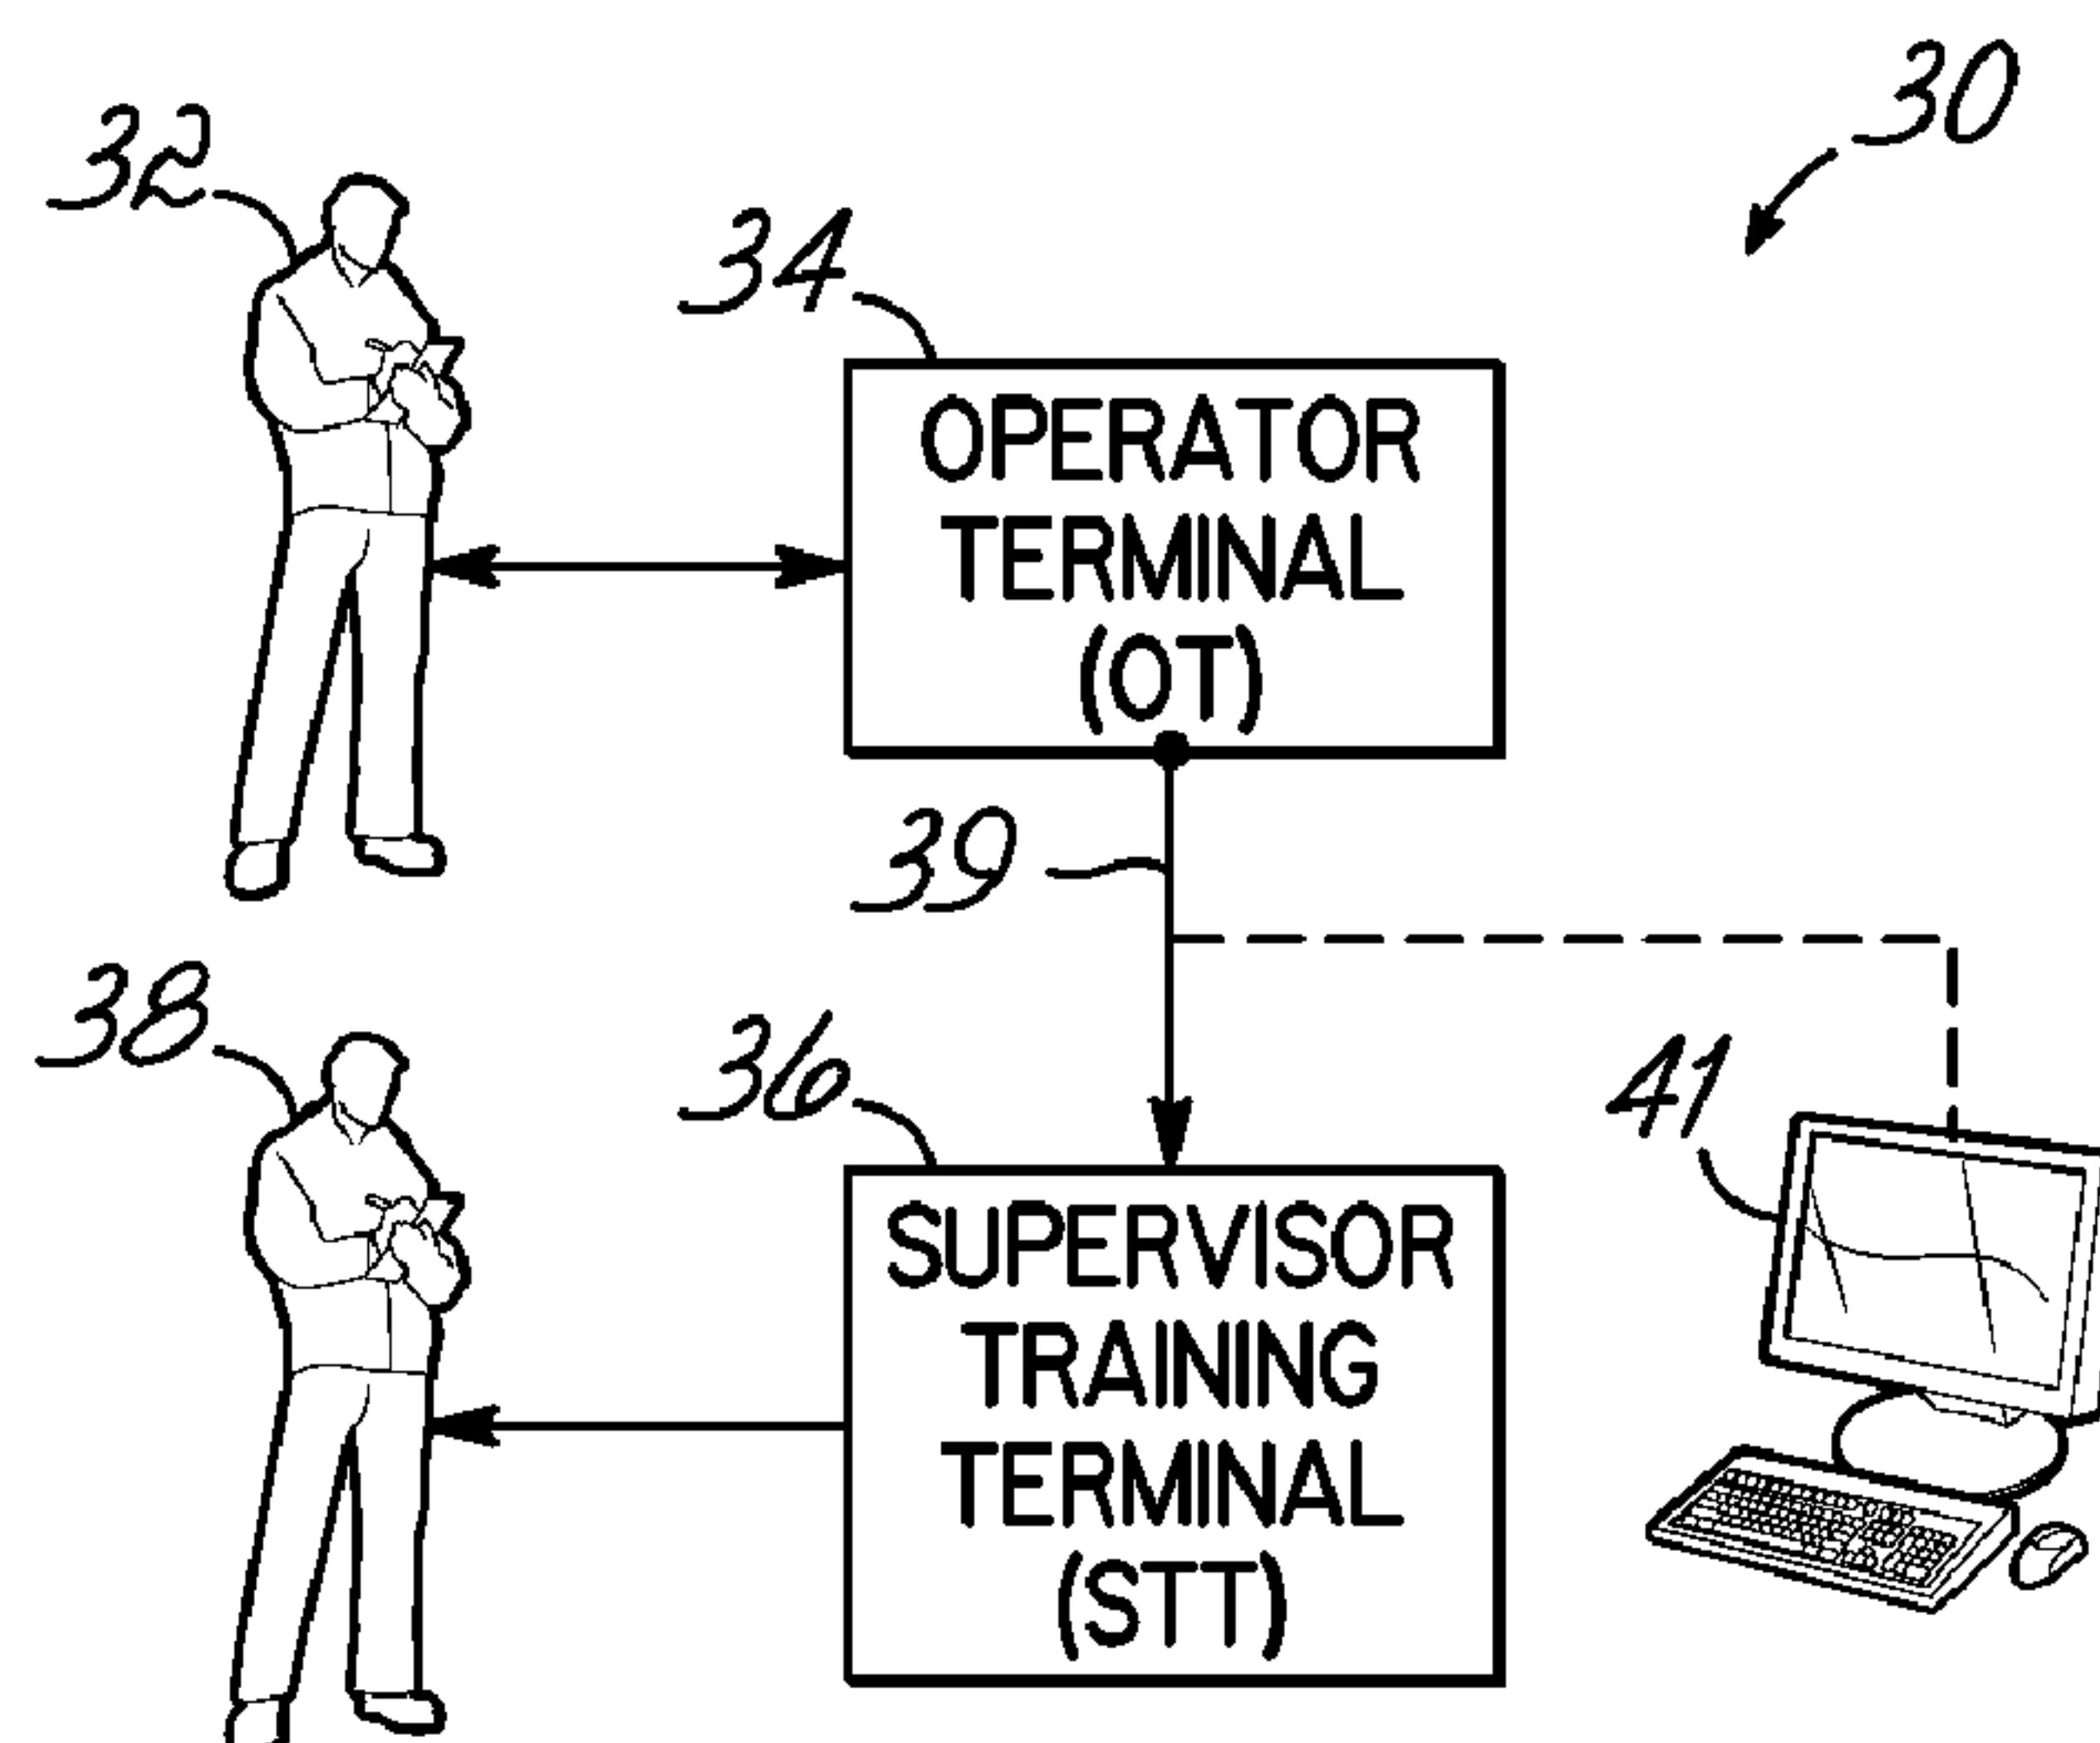 30
32
34
OPERATOR
TERMINAL
(OT)
39
38
36
41
SUPERVISOR
TRAINING
TERMINAL
(STT)